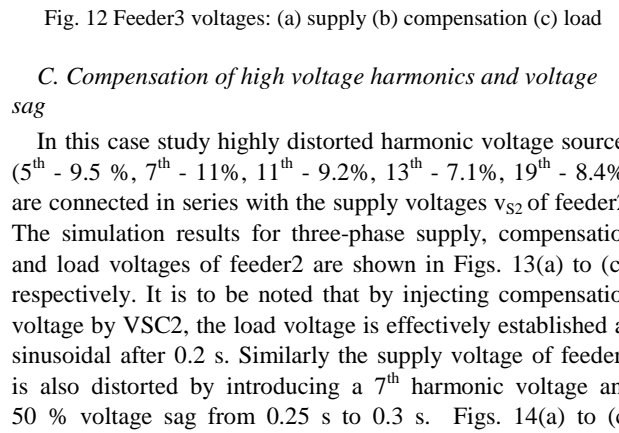 Fig. 12 Feeder3 voltages: (a) supply (b) compensation (c) load
C. Compensation of high voltage harmonics and voltage
sag
In this case study highly distorted harmonic voltage source
(5th - 9.5 %, 7th - 11%, 11th - 9.2%, 13th - 7.1%, 19th - 8.4%
are connected in series with the supply voltages vS2 of feeder2
The simulation results for three-phase supply, compensatio
and load voltages of feeder2 are shown in Figs. 13(a) to (c
respectively. It is to be noted that by injecting compensatio
voltage by VSC2, the load voltage is effectively established a
sinusoidal after 0.2 s. Similarly the supply voltage of feeder
is also distorted by introducing a 7th harmonic voltage an
50 % voltage sag from 0.25 s to 0.3 s. Figs. 14(a) to (c